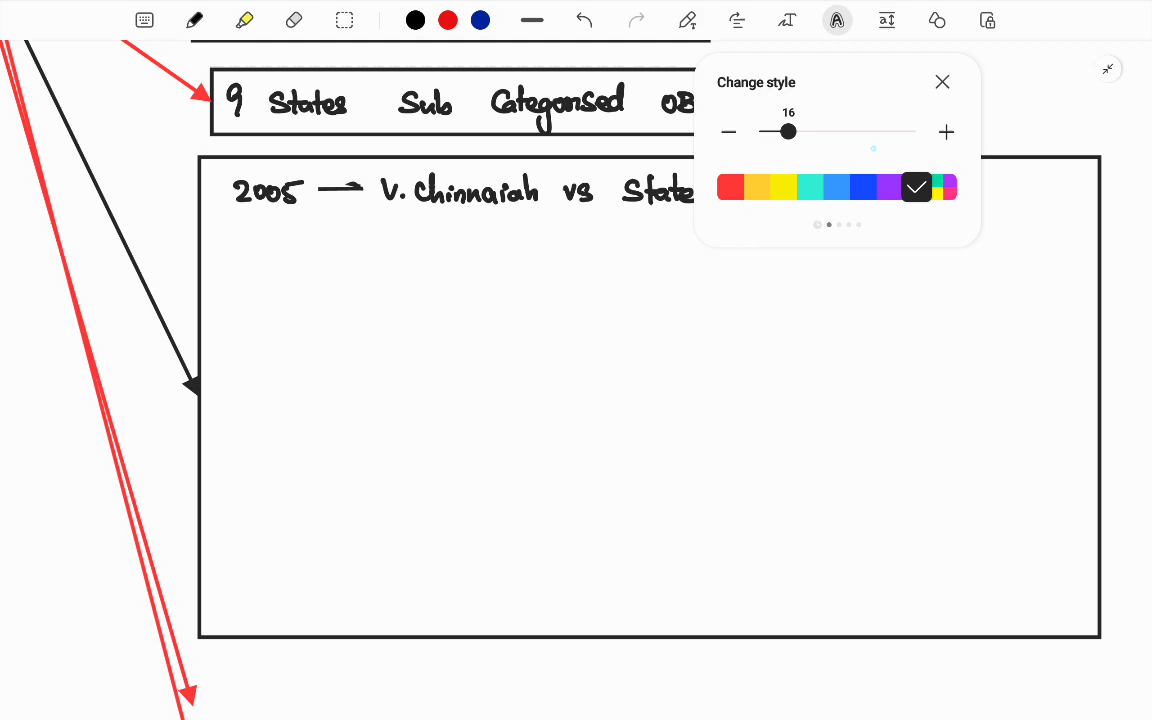 Change style
16
9 States Sub Categorised OB
2005 → V. Chinnaiah vs State